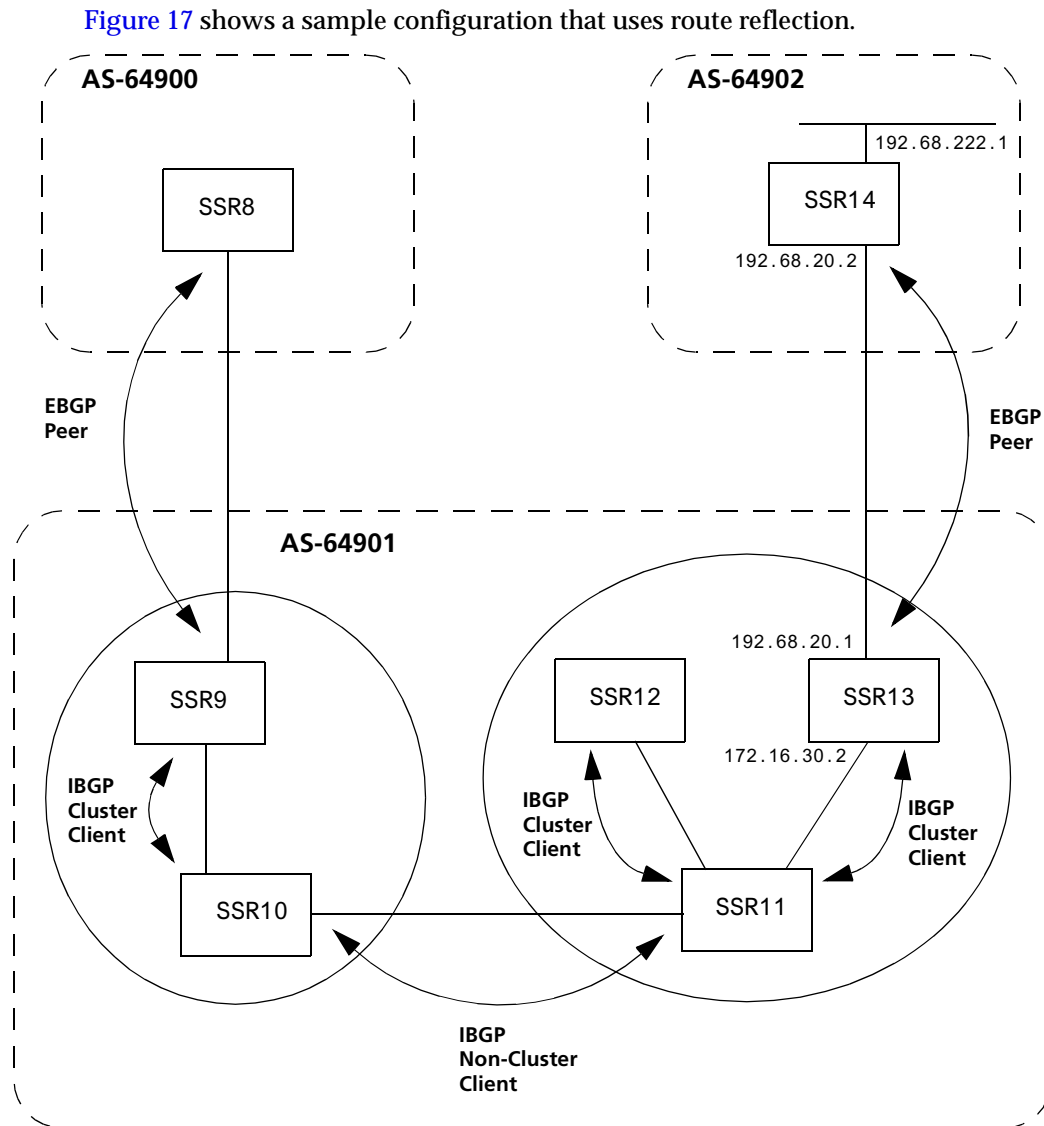 Figure 17 shows a sample configuration that uses route reflection.
AS-64900
AS-64902
192.68.222.1
SSR8
SSR14
192.68.20.2
EBGP
Peer
EBGP
Peer
AS-64901
192.68.20.1
SSR9
SSR12
SSR13
172.16.30.2
IBGP
Cluster
Client
IBGP
Cluster
Client
IBGP
Cluster
Client
SSR10
SSR11
IBGP
Non-Cluster
Client